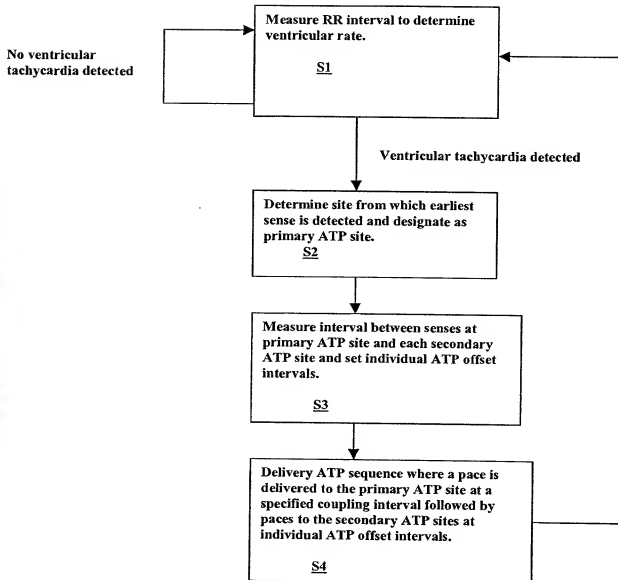 Measure RR interval to determine
ventricular rate.
S1
No ventricular
tachycardia detected
Ventricular tachycardia detected
Determine site from which earliest
sense is detected and designate as
primary ATP site.
S2
Measure interval between senses at
primary ATP site and each secondary
ATP site and set individual ATP offset
intervals.
S3
Delivery ATP sequence where a pace is
delivered to the primary ATP site at a
specified coupling interval followed by
paces to the secondary ATP sites at
individual ATP offset intervals.
S4